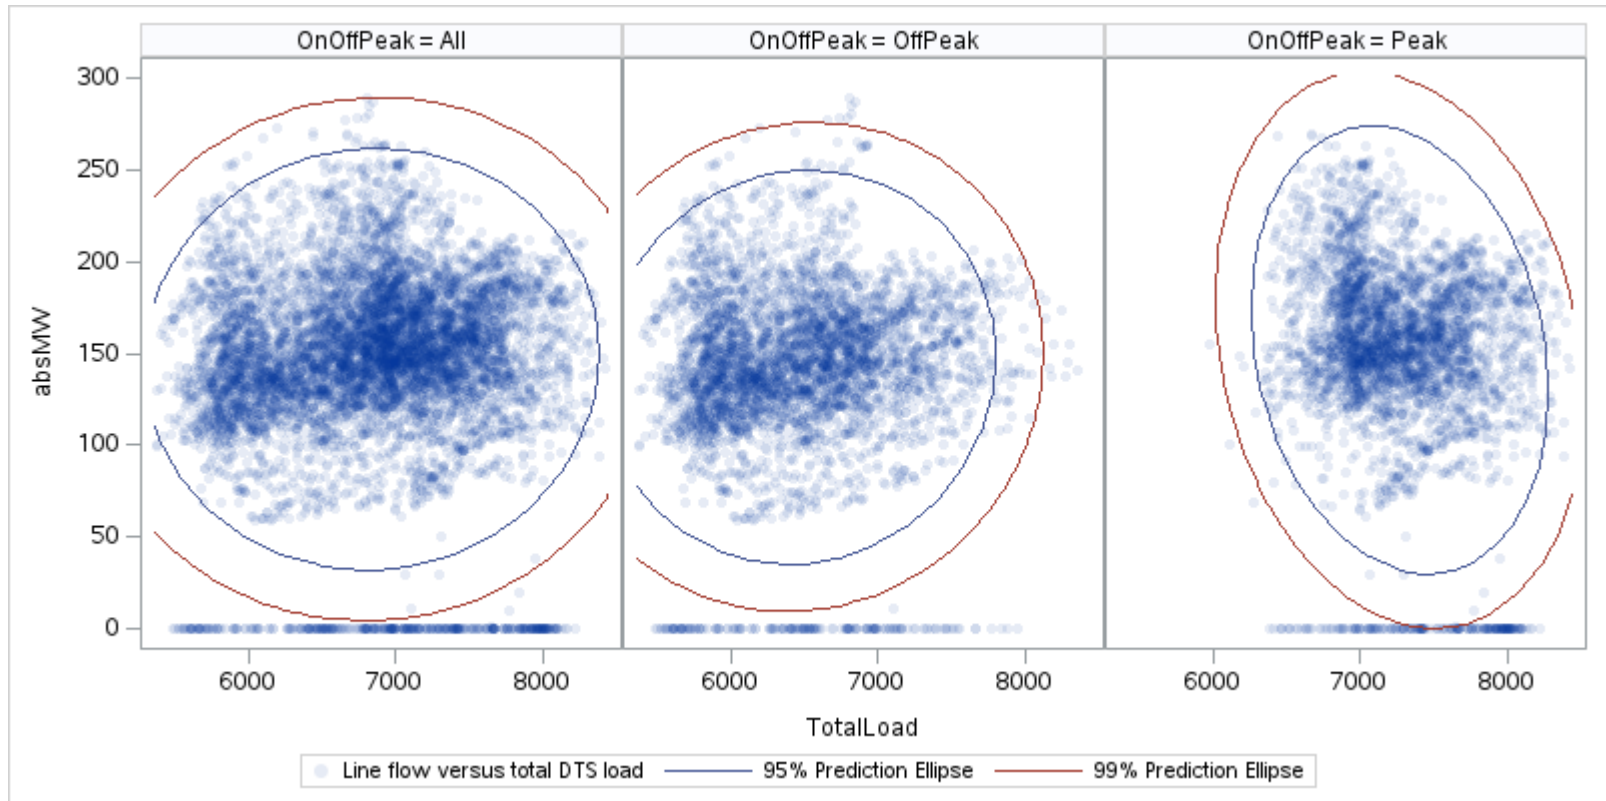 OnOffPeak = All
OnOffPeak = OffPeak
OnOffPeak = Peak
300
250
200
150
100
50
0
absMW
6000 7000 8000 6000 7000 8000 6000 7000 8000
TotalLoad
Line flow versus total DTS load 95% Prediction Ellipse 99% Prediction Ellipse